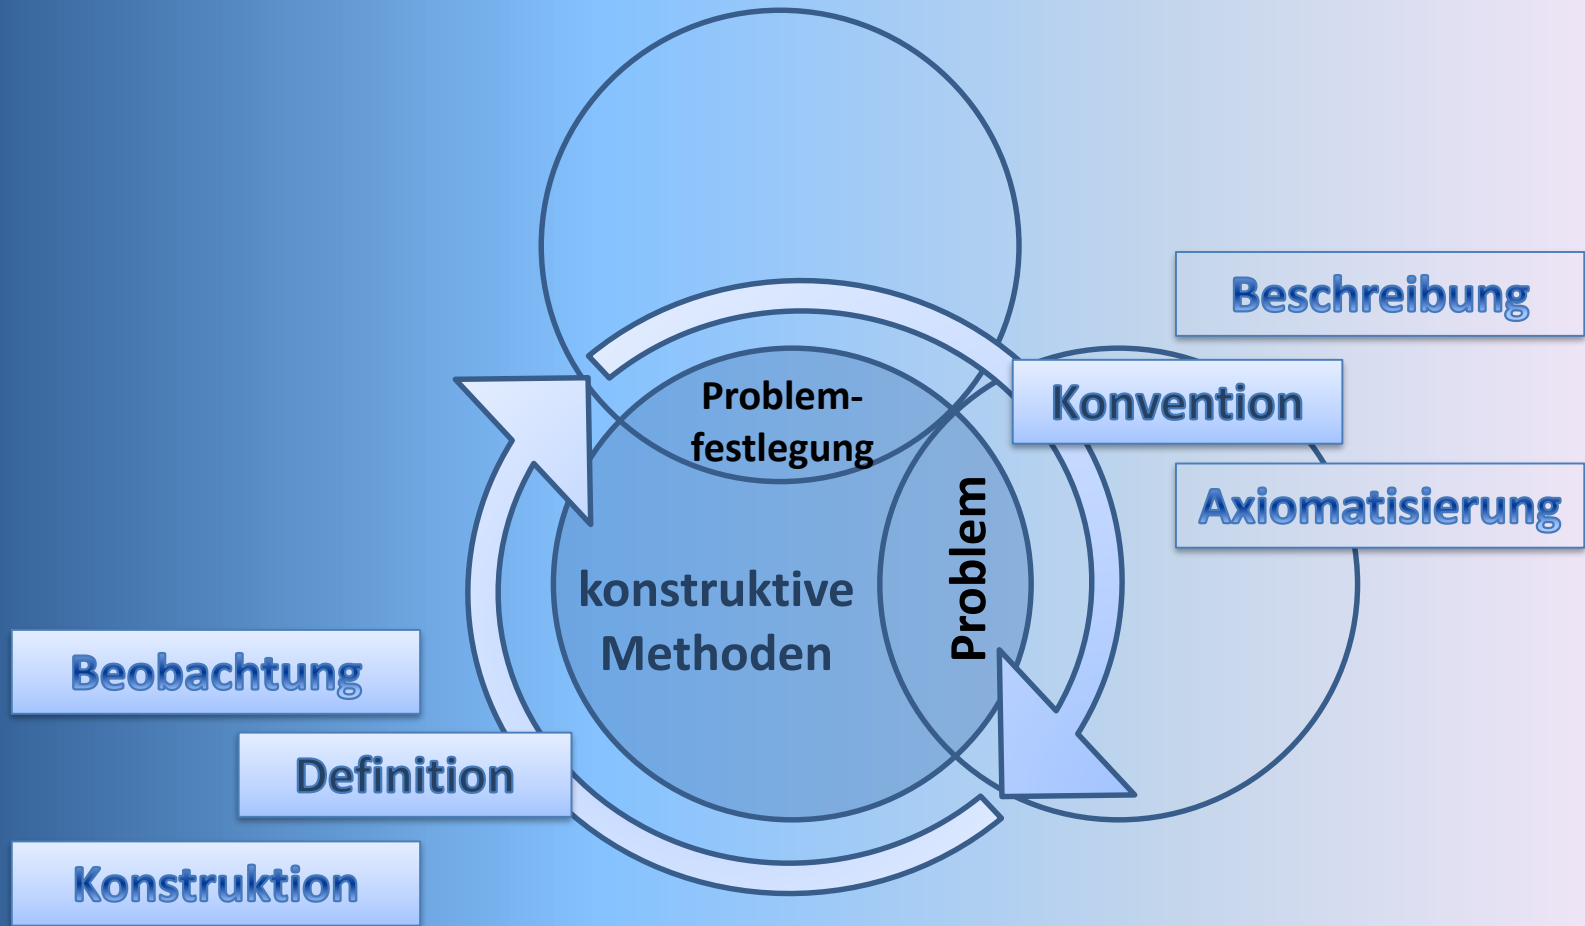 Beschreibung
Konvention
Axiomatisierung
Problem-
festlegung
Problem
konstruktive
Methoden
Beobachtung
Definition
Konstruktion